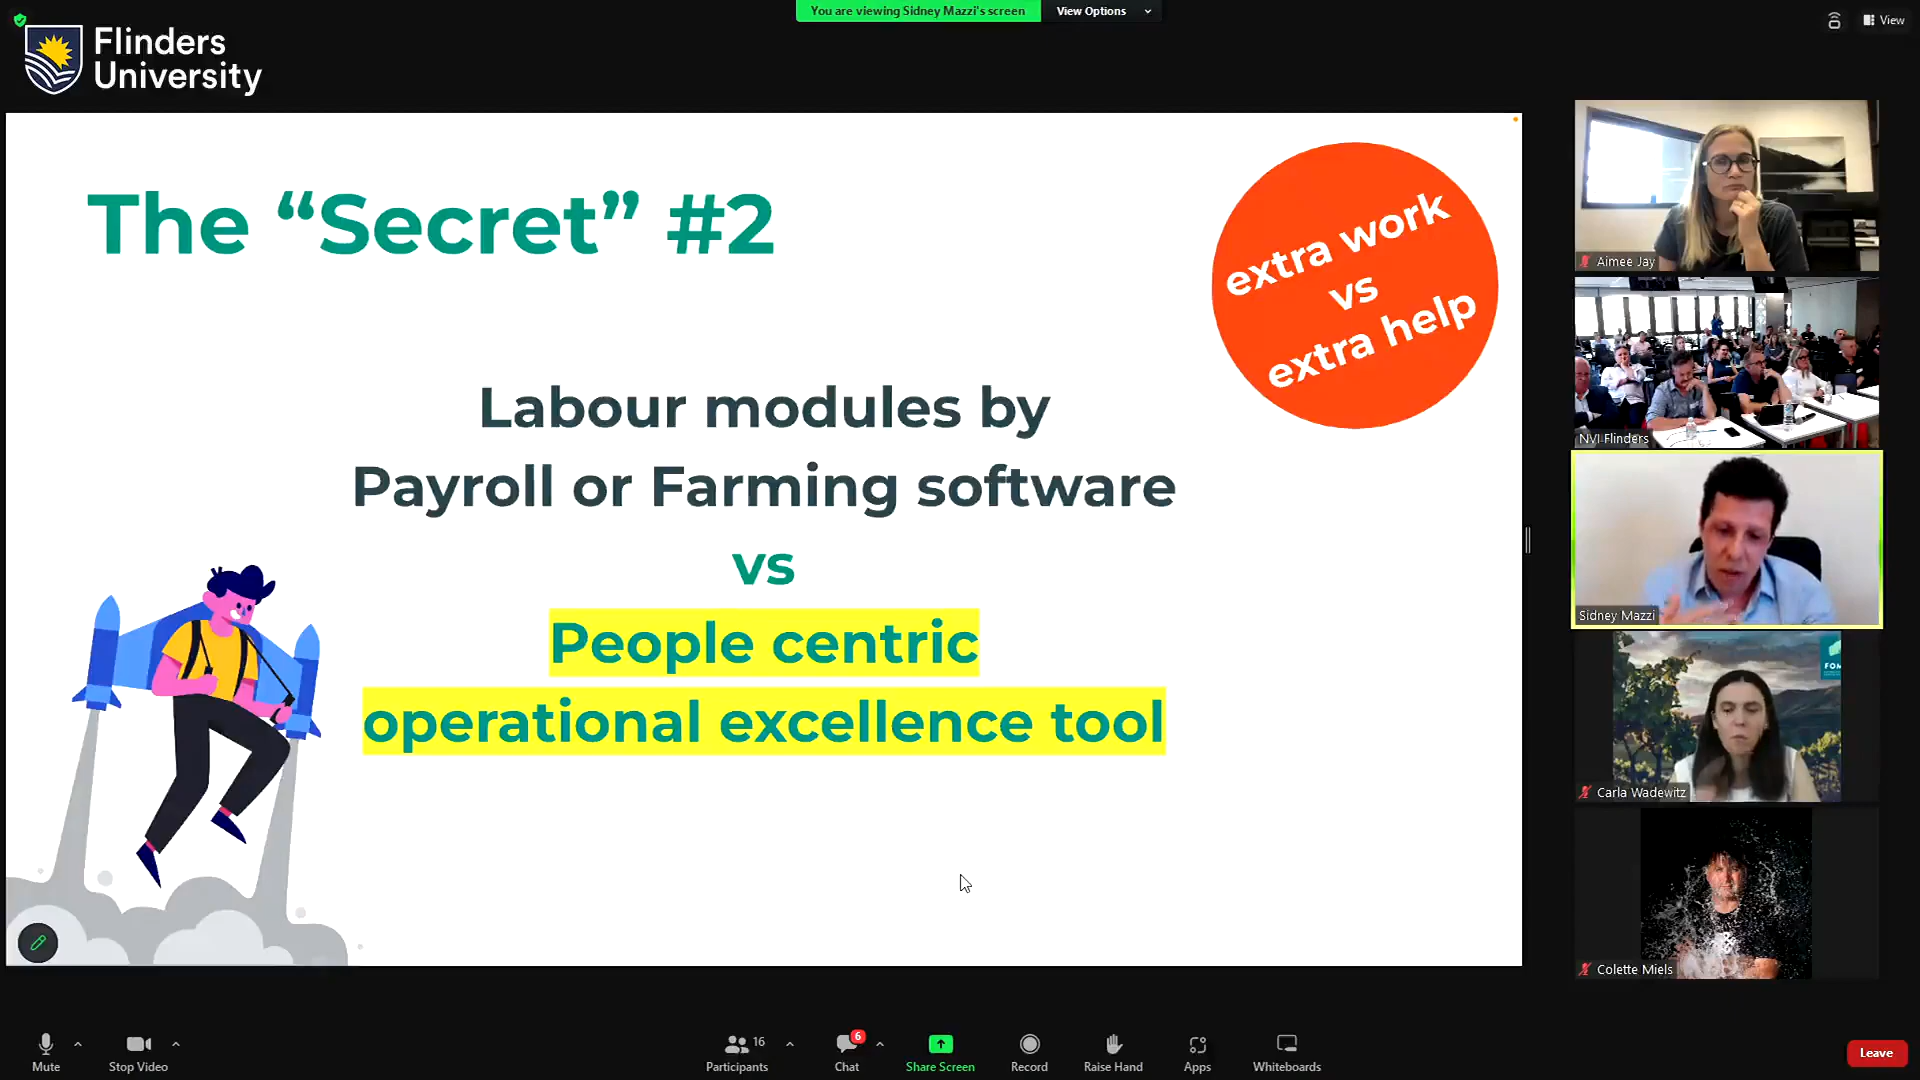 You are viewing Sidney Mazzi's screen
View Options
View
Flinders
University
The “Secret” #2
extra work
vs
extra help
Labour modules by
Payroll or Farming software
vs
People centric
operational excellence tool
Aimee Jay
NVI Flinders
Sidney Mazzi
FOM
Carla Wadewitz
Colette Miels
Mute
Stop Video
16
Participants
6
Chat
Share Screen
Record
Raise Hand
Apps
Whiteboards
Leave